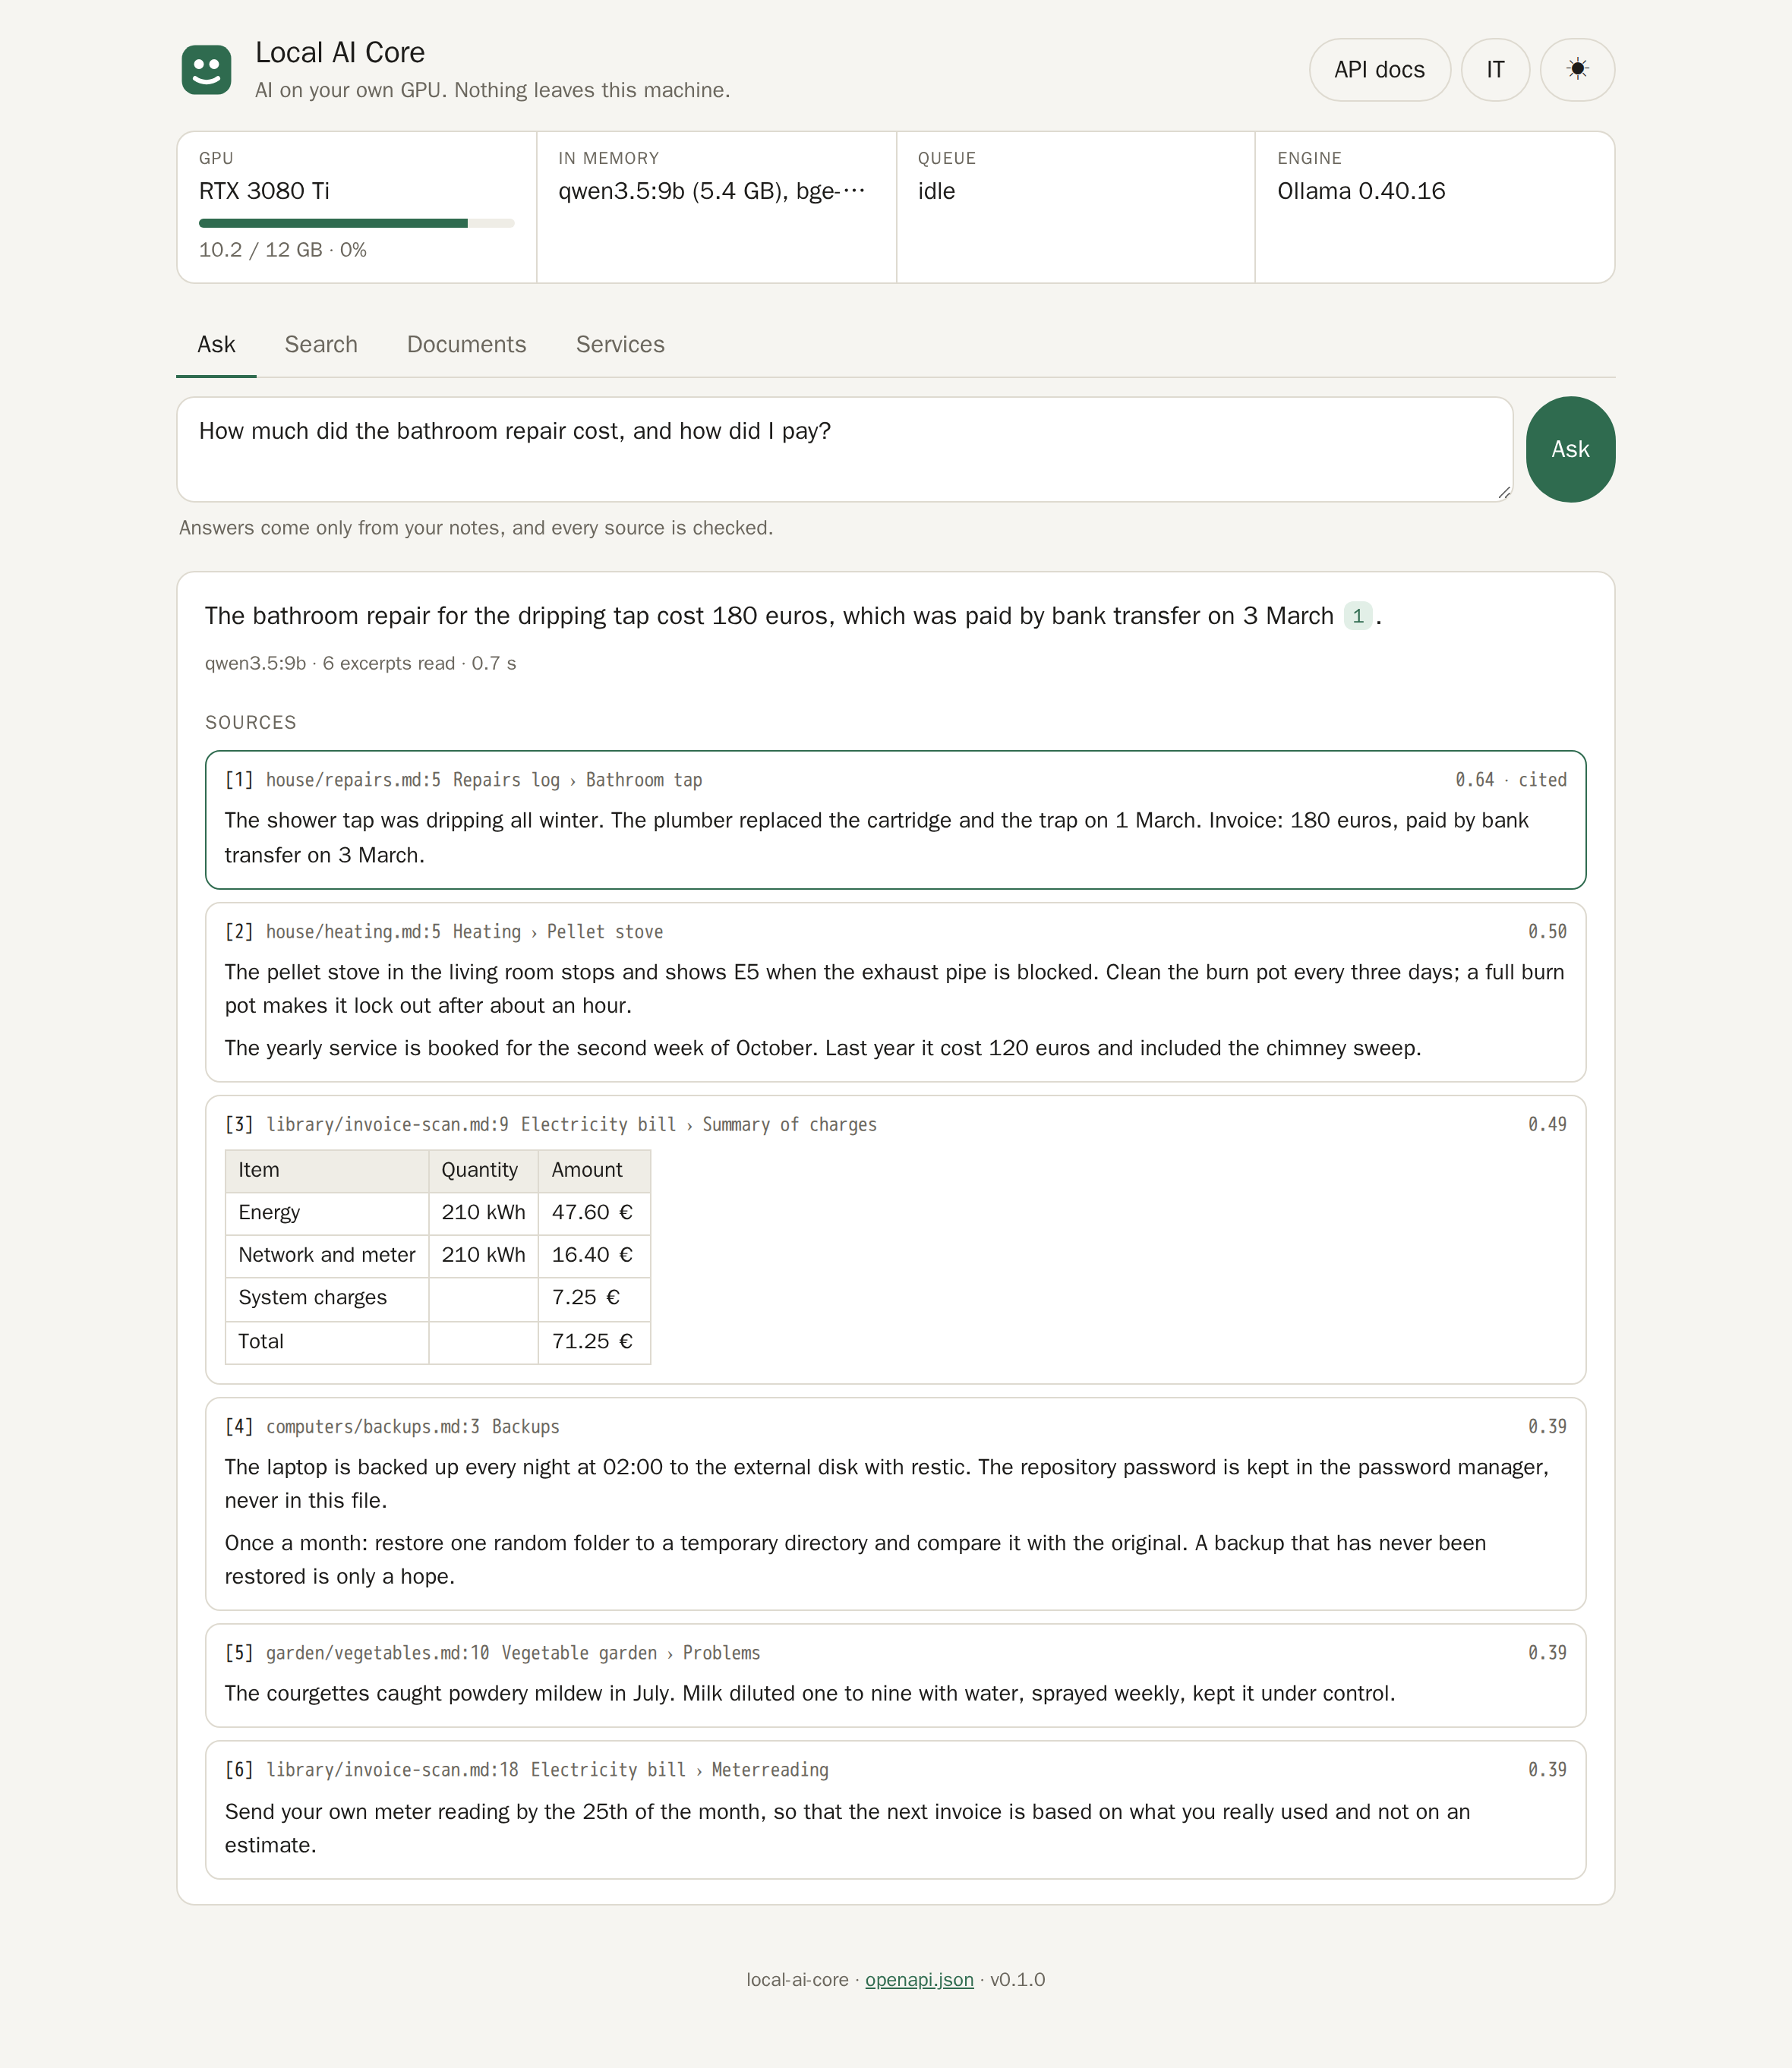 Local AI Core
AI on your own GPU. Nothing leaves this machine.
API docs
IT
GPU
RTX 3080 Ti
10.2 / 12 GB · 0%
IN MEMORY
qwen3.5:9b (5.4 GB), bge-···
QUEUE
idle
ENGINE
Ollama 0.40.16
Ask
Search
Documents
Services
How much did the bathroom repair cost, and how did I pay?
Ask
Answers come only from your notes, and every source is checked.
The bathroom repair for the dripping tap cost 180 euros, which was paid by bank transfer on 3 March 1 .
qwen3.5:9b · 6 excerpts read · 0.7 s
SOURCES
[1] house/repairs.md:5 Repairs log › Bathroom tap 0.64 · cited
The shower tap was dripping all winter. The plumber replaced the cartridge and the trap on 1 March. Invoice: 180 euros, paid by bank
transfer on 3 March.
[2] house/heating.md:5 Heating › Pellet stove 0.50
The pellet stove in the living room stops and shows E5 when the exhaust pipe is blocked. Clean the burn pot every three days; a full burn
pot makes it lock out after about an hour.
The yearly service is booked for the second week of October. Last year it cost 120 euros and included the chimney sweep.
[3] library/invoice-scan.md:9 Electricity bill › Summary of charges 0.49
Item Quantity Amount
Energy 210 kWh 47.60 €
Network and meter 210 kWh 16.40 €
System charges 7.25 €
Total 71.25 €
[4] computers/backups.md:3 Backups 0.39
The laptop is backed up every night at 02:00 to the external disk with restic. The repository password is kept in the password manager,
never in this file.
Once a month: restore one random folder to a temporary directory and compare it with the original. A backup that has never been
restored is only a hope.
[5] garden/vegetables.md:10 Vegetable garden › Problems 0.39
The courgettes caught powdery mildew in July. Milk diluted one to nine with water, sprayed weekly, kept it under control.
[6] library/invoice-scan.md:18 Electricity bill › Meterreading 0.39
Send your own meter reading by the 25th of the month, so that the next invoice is based on what you really used and not on an
estimate.
local-ai-core · openapi.json · v0.1.0